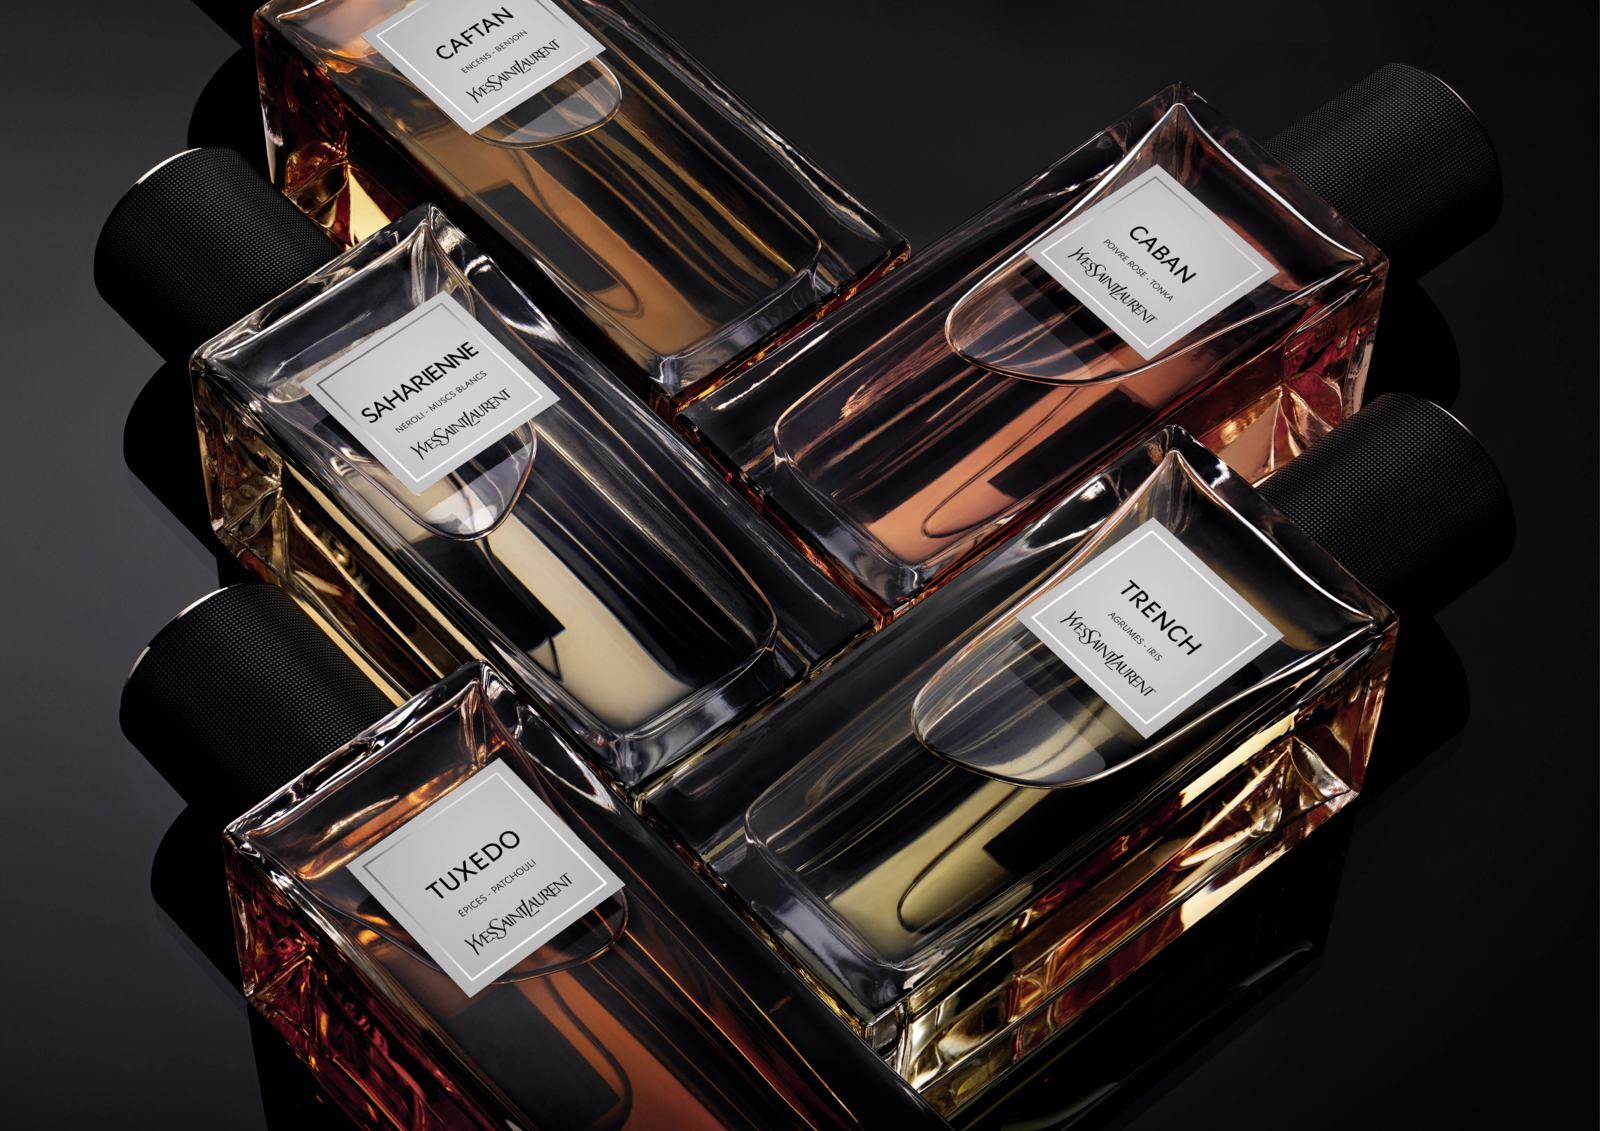 CAFTAN
ENCENS - BENJOIN
YVESSAINTLAURENT
CABAN
POIVRE ROSE - TONKA
YVESSAINTLAURENT
SAHARIENNE
NEROLI - MUSCS BLANCS
YVESSAINTLAURENT
TRENCH
AGRUMES - IRIS
YVESSAINTLAURENT
TUXEDO
ÉPICES - PATCHOULI
YVESSAINTLAURENT